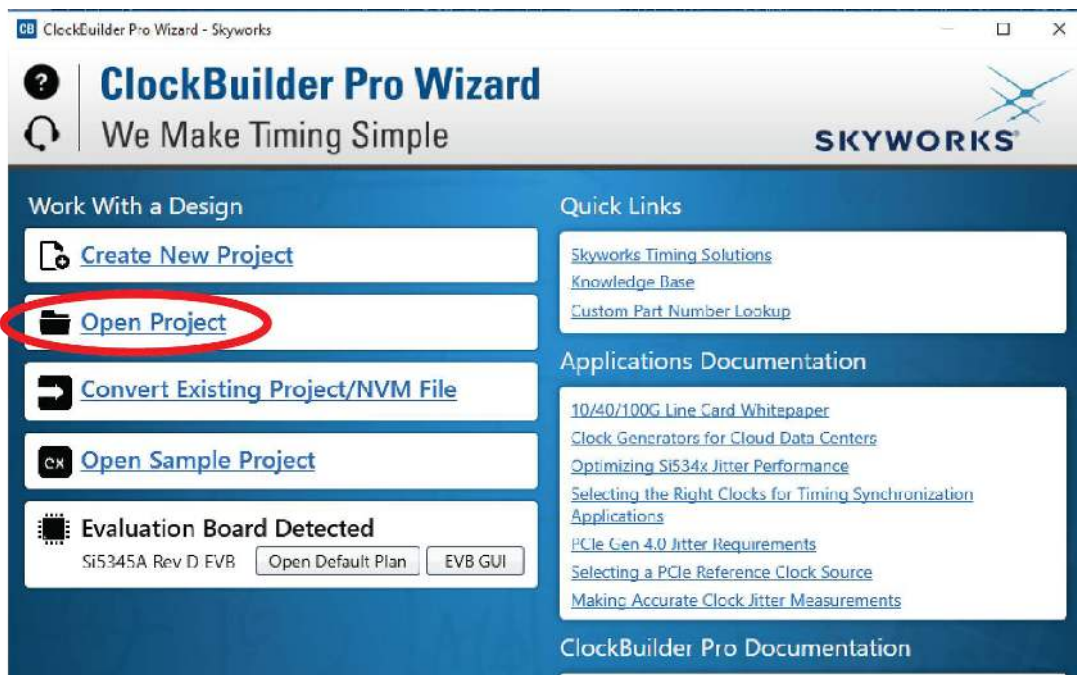 CB ClockBuilder Pro Wizard - Skyworks
? ClockBuilder Pro Wizard
We Make Timing Simple
SKYWORKS
Work With a Design
Create New Project
Open Project
Convert Existing Project/NVM File
ex Open Sample Project
Evaluation Board Detected
Si5345A Rev D EVB Open Default Plan EVB GUI
Quick Links
Skyworks Timing Solutions
Knowledge Base
Custom Part Number Lookup
Applications Documentation
10/40/100G Line Card Whitepaper
Clock Generators for Cloud Data Centers
Optimizing Si534x Jitter Performance
Selecting the Right Clocks for Timing Synchronization
Applications
PCIe Gen 4.0 Jitter Requirements
Selecting a PCIe Reference Clock Source
Making Accurate Clock Jitter Measurements
ClockBuilder Pro Documentation